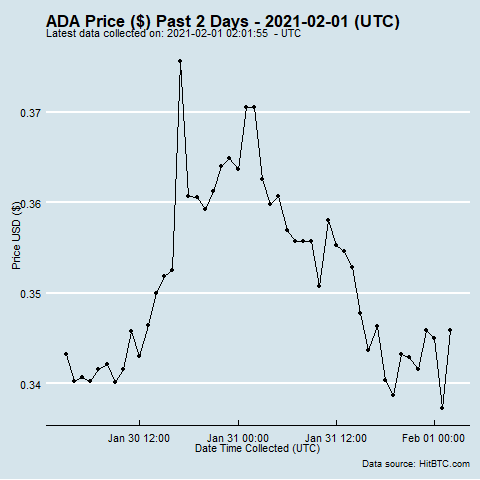 ADA Price ($) Past 2 Days - 2021-02-01 (UTC)
Latest data collected on: 2021-02-01 02:01:55 - UTC
0.37
0.36
0.35
0.34
Price USD ($)
Jan 30 12:00
Jan 31 00:00
Jan 31 12:00
Feb 01 00:00
Date Time Collected (UTC)
Data source: HitBTC.com